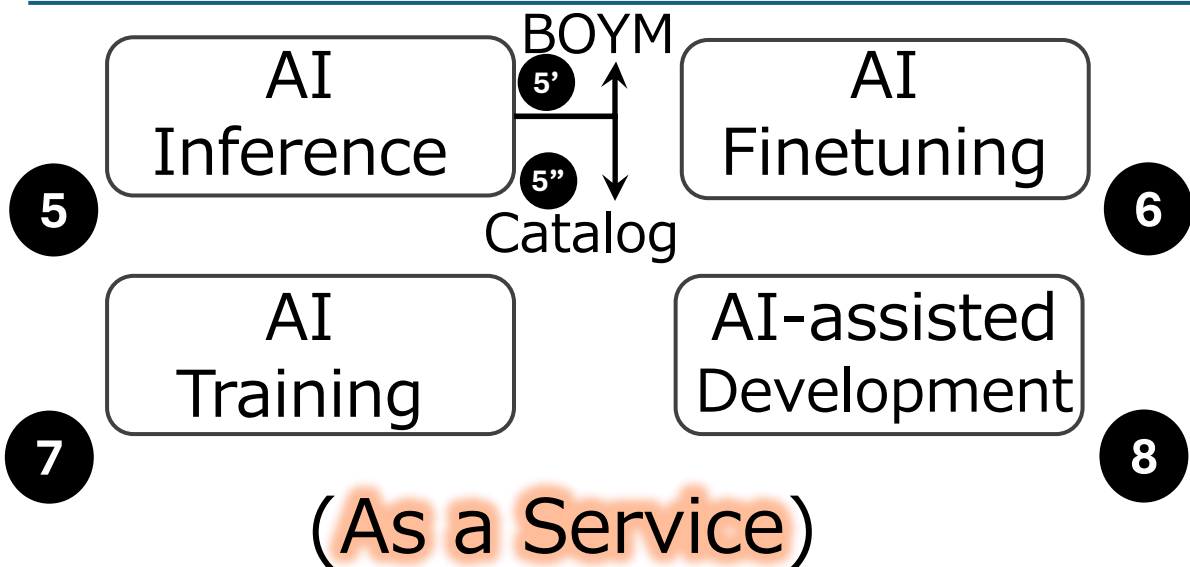 BOYM
AI
Inference
5’
5”
Catalog
AI
Finetuning
5
6
AI
Training
AI-assisted
Development
7
8
(As a Service)